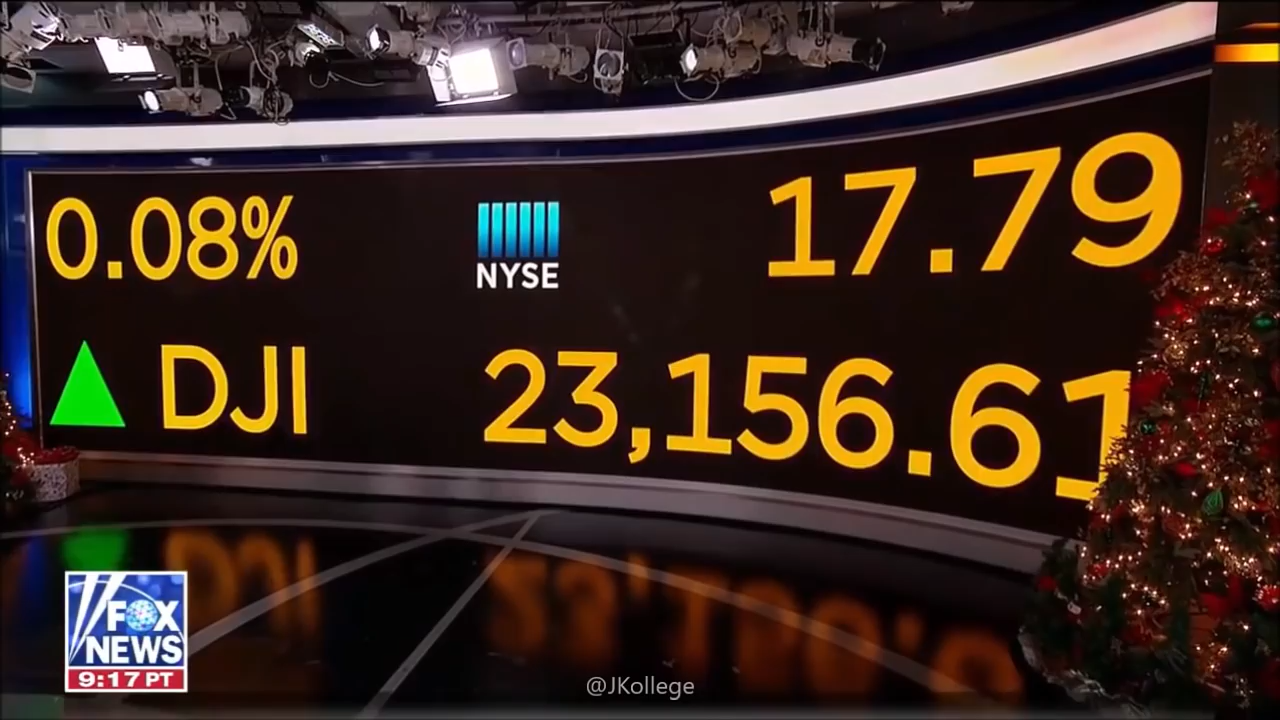 0.08%
NYSE
17.79
DJI
23,156.61
FOX
NEWS
9:17 PT
@JKollege